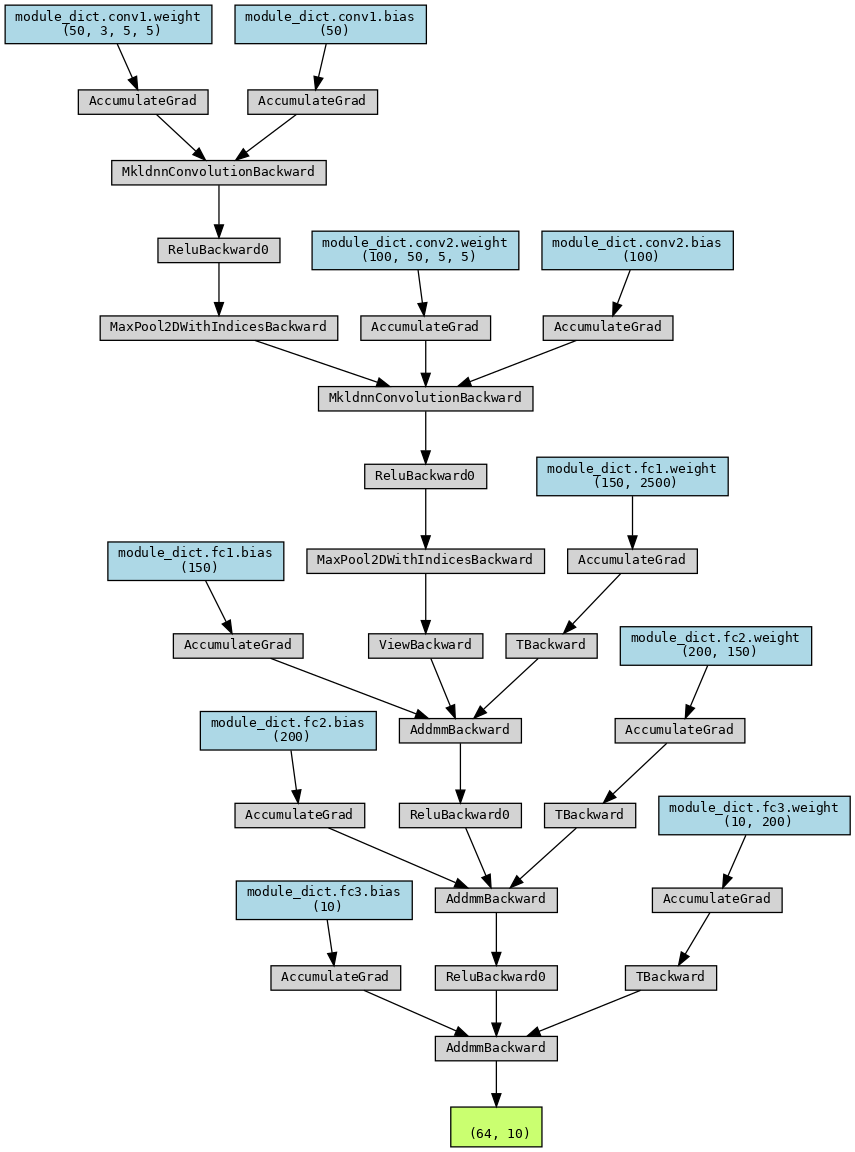 module_dict.conv1.weight
(50, 3, 5, 5)
module_dict.conv1.bias
(50)
AccumulateGrad
AccumulateGrad
MkldnnConvolutionBackward
ReluBackward0
module_dict.conv2.weight
(100, 50, 5, 5)
module_dict.conv2.bias
(100)
MaxPool2DWithIndicesBackward
AccumulateGrad
AccumulateGrad
MkldnnConvolutionBackward
ReluBackward0
module_dict.fc1.weight
(150, 2500)
module_dict.fc1.bias
(150)
MaxPool2DWithIndicesBackward
AccumulateGrad
AccumulateGrad
ViewBackward
TBackward
module_dict.fc2.weight
(200, 150)
module_dict.fc2.bias
(200)
AddmmBackward
AccumulateGrad
AccumulateGrad
ReluBackward0
TBackward
module_dict.fc3.weight
(10, 200)
module_dict.fc3.bias
(10)
AddmmBackward
AccumulateGrad
AccumulateGrad
ReluBackward0
TBackward
AddmmBackward
(64, 10)